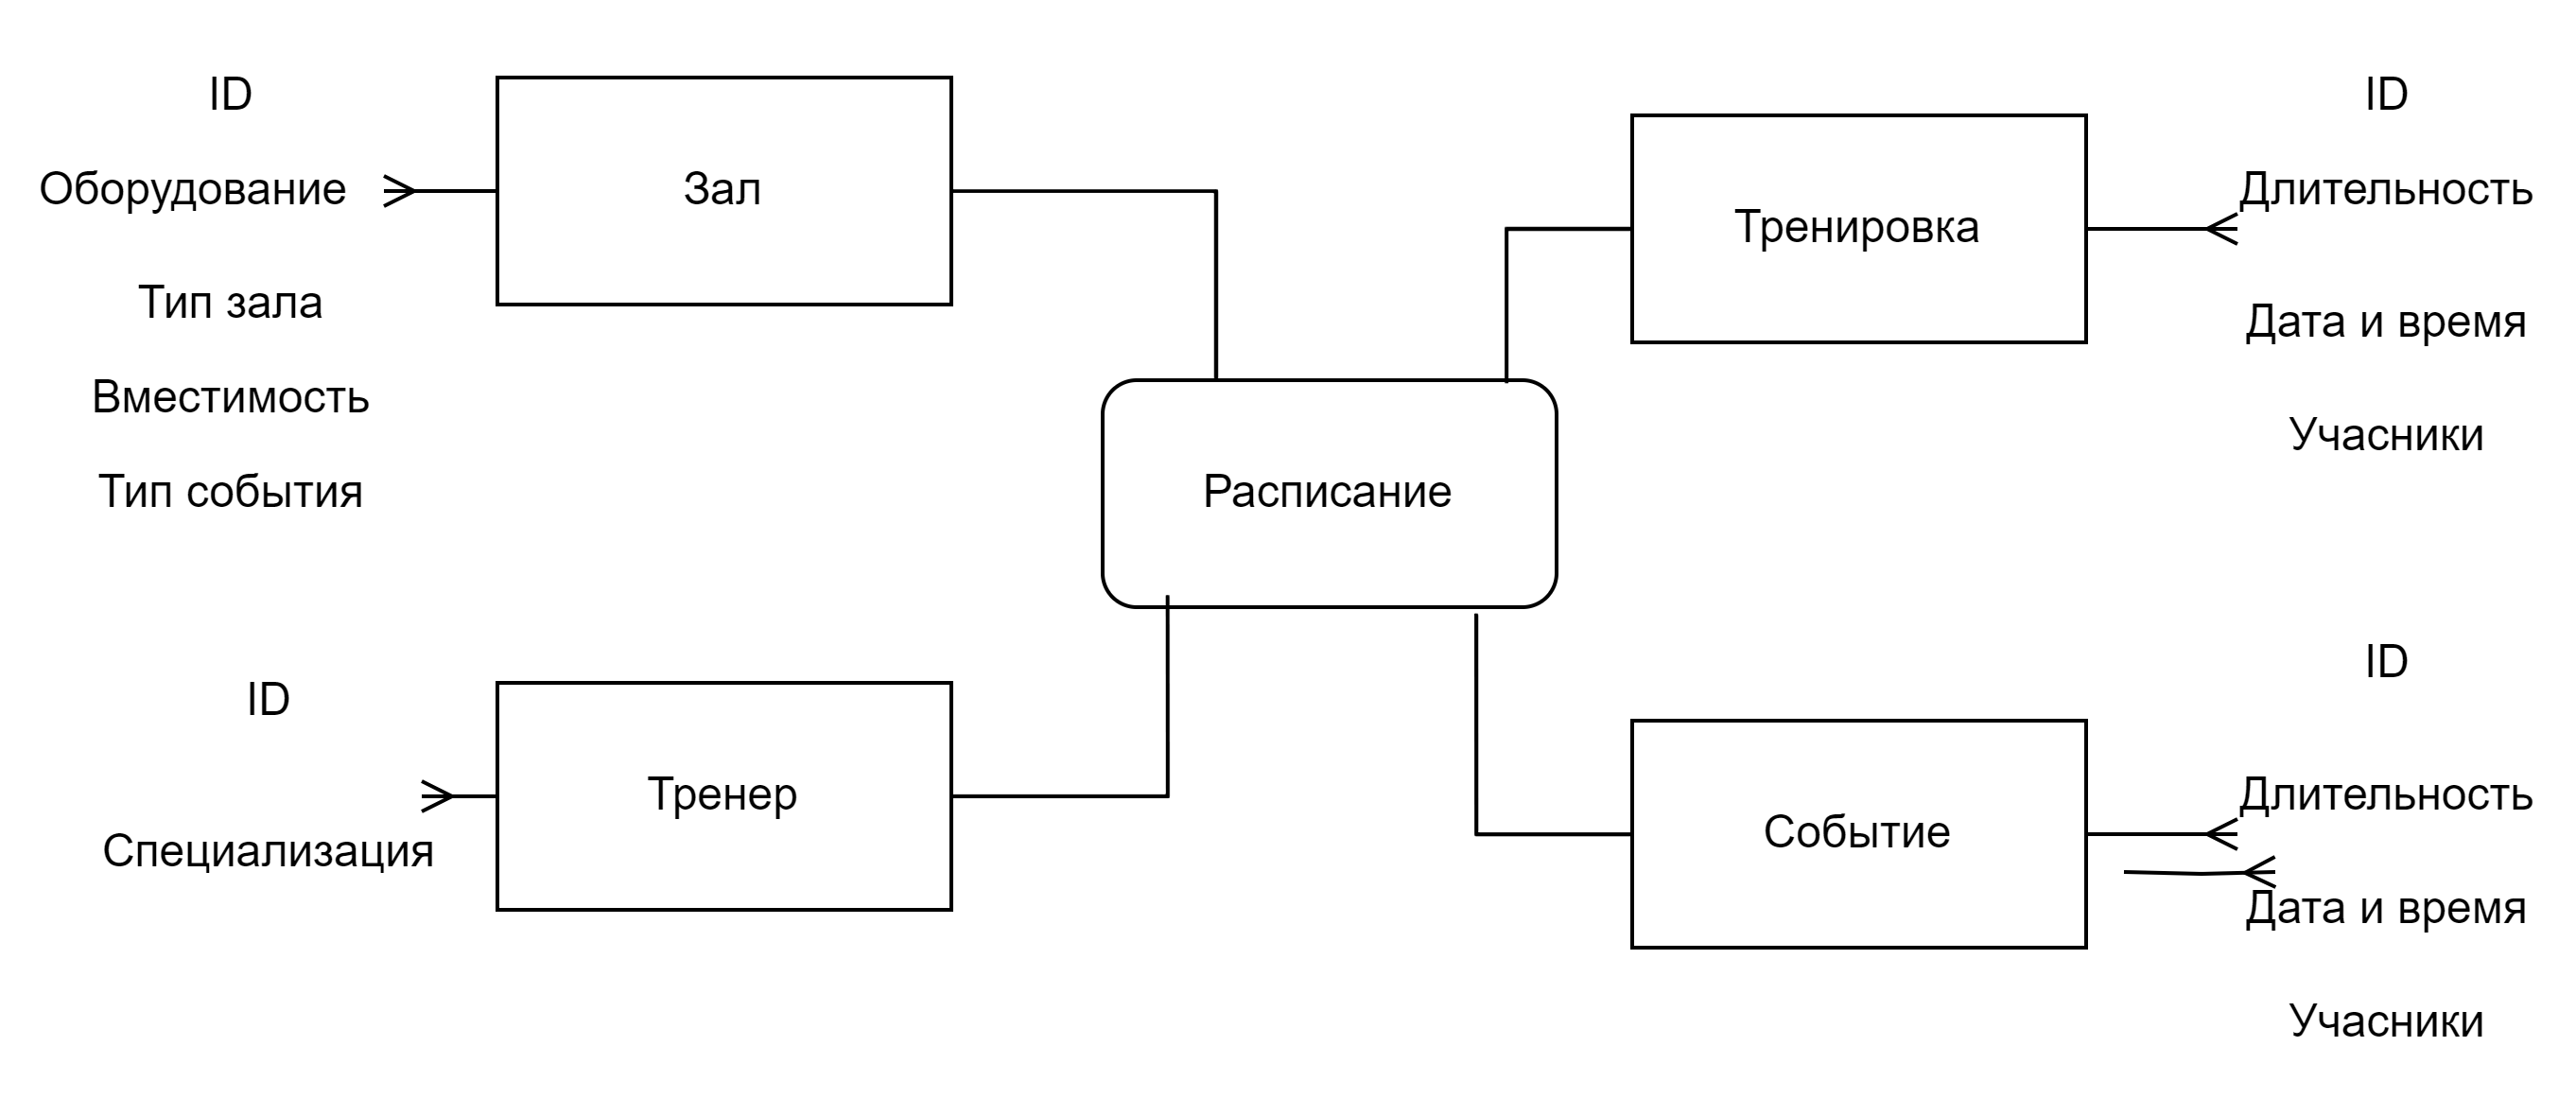 ID
Оборудование
Тип зала
Вместимость
Тип события
Зал
Тренировка
ID
Длительность
Дата и время
Учасники
Расписание
ID
Специализация
Тренер
Событие
ID
Длительность
Дата и время
Учасники